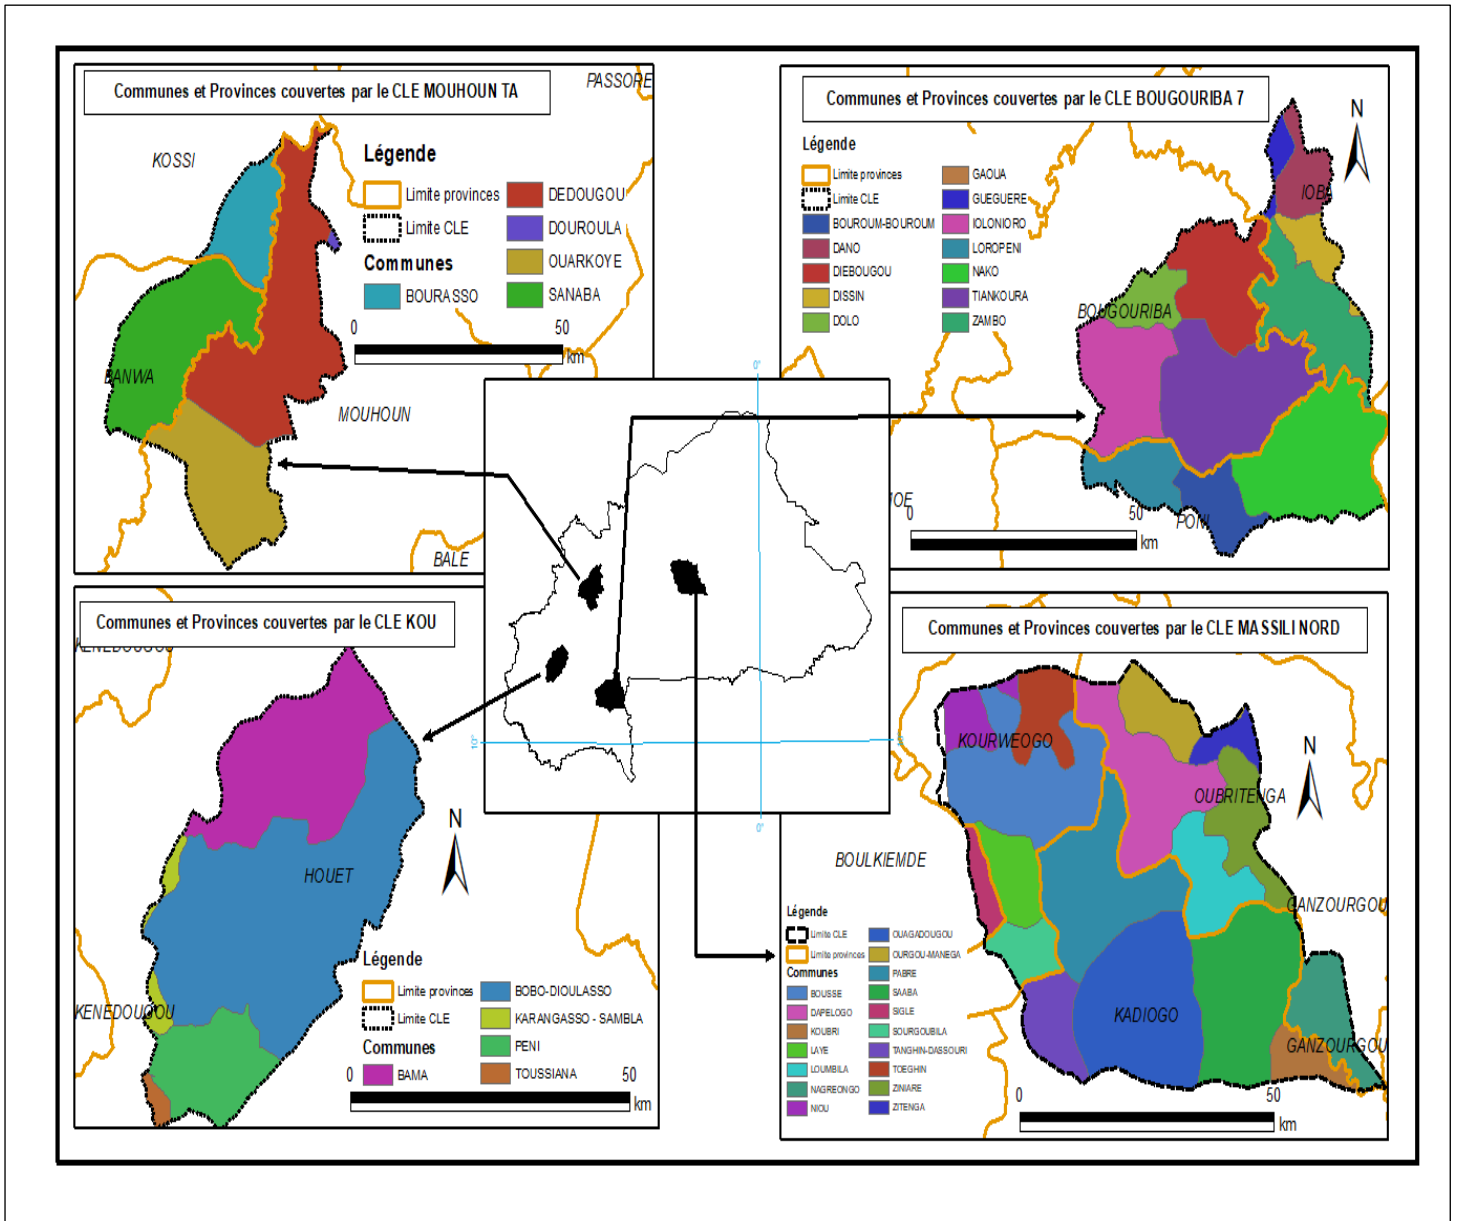 Communes et Provinces couvertes par le CLE MOUHOUN TA
PASSORE
KOSSI
Légende
Limite provinces
Limite CLE
Communes
BOURASSO
DEDOUGOU
DOUROULA
OUARKOYE
SANABA
0 50
km
BANWA
MOUHOUN
BALE
Communes et Provinces couvertes par le CLE BOUGOURIBA 7
N
Légende
Limite provinces
Limite CLE
BOUROUM-BOUROUM
DANO
DIEBOUGOU
DISSIN
DOLO
GAOUA
GUEGUERE
IOLONIORO
LOROPENI
NAKO
TIANKOURA
ZAMBO
IOBA
BOUGOURIBA
PONI
0 50
km
0°
10°
0°
Communes et Provinces couvertes par le CLE KOU
KENEDOUGOU
N
HOUET
KENEDOUGOU
Légende
Limite provinces
Limite CLE
Communes
BAMA
BOBO-DIOULASSO
KARANGASSO - SAMBLA
PENI
TOUSSIANA
0 50
km
Communes et Provinces couvertes par le CLE MASSILI NORD
N
KOURWEOGO
OUBRITENGA
BOULKIEMDE
GANZOURGOU
KADIOGO
GANZOURGOU
Légende
Limite CLE
Limite provinces
Communes
BOUSSE
DAPELOGO
KOUBRI
LAYE
LOUMBILA
NAGREONGO
NIOU
OUAGADOUGOU
OURGOU-MANEGA
PABRE
SAABA
SIGLE
SOURGOUBILA
TANGHIN-DASSOURI
TOEGHIN
ZINIARE
ZITENGA
0 50
km